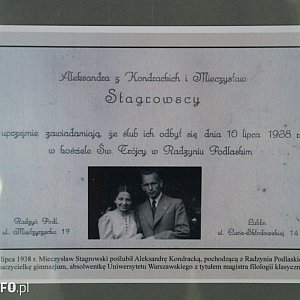 Aleksandra z Kondrackich i Mieczysław
Stagrowscy
uprzejmie zawiadamiają, że ślub ich odbył się dnia 10 lipca 1938 r.
w kościele Św. Trójcy w Radzyniu Podlaskim
Radzyń Podl.
ul. Międzyrzecka 17
Lublin
ul. Curie-Skłodowskiej 14
lipca 1938 r. Mieczysław Stagrowski poślubił Aleksandrę Kondracką, pochodzącą z Radzynia Podlaskie
uczycielkę gimnazjum, absolwentkę Uniwersytetu Warszawskiego z tytułem magistra filologii klasyczn
FO.pl